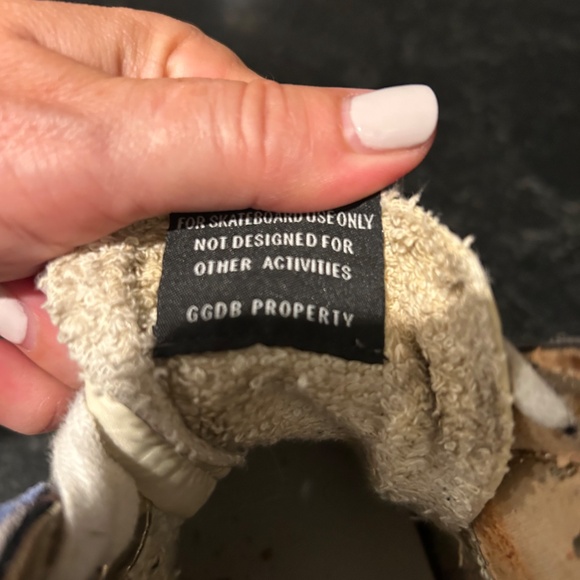 FOR SKATEBOARD USE ONLY
NOT DESIGNED FOR
OTHER ACTIVITIES
GGDB PROPERTY